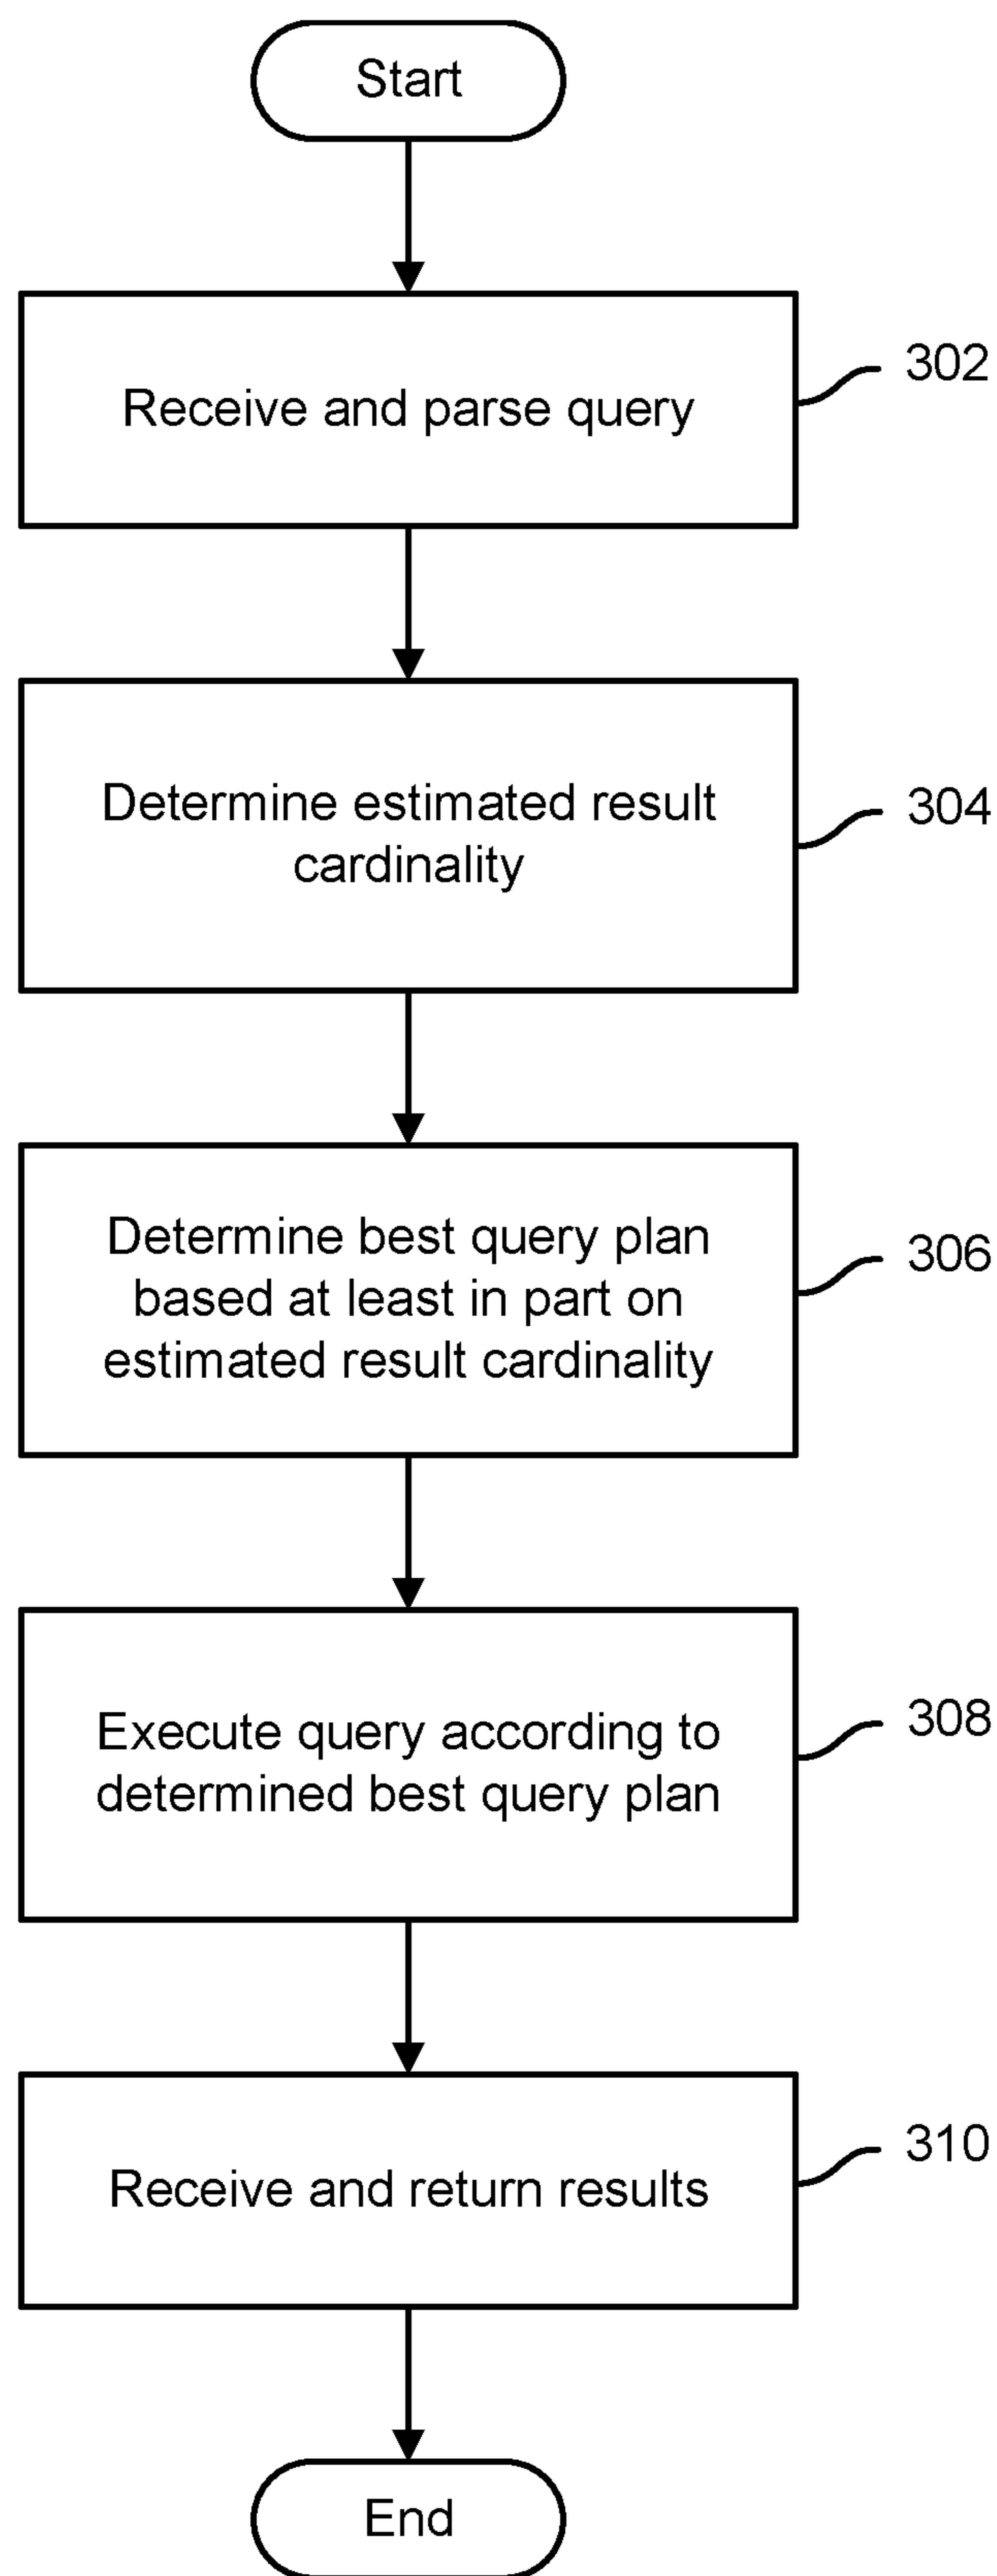 Start
Receive and parse query
302
Determine estimated result
cardinality
304
Determine best query plan
based at least in part on
estimated result cardinality
306
Execute query according to
determined best query plan
308
Receive and return results
310
End